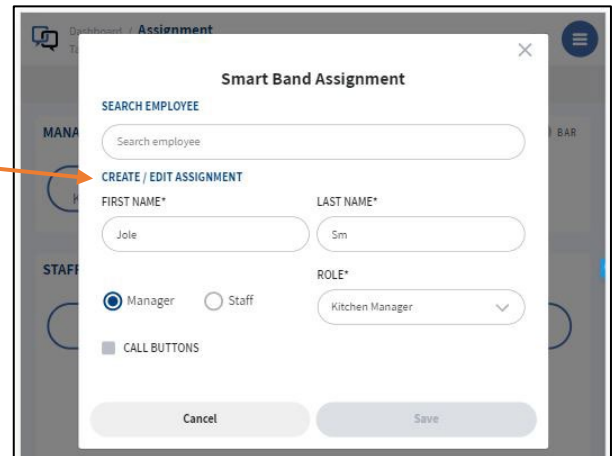 Dashboard / Assignment
Smart Band Assignment
SEARCH EMPLOYEE
MANA
BAR
Search employee
CREATE / EDIT ASSIGNMENT
FIRST NAME* LAST NAME*
Jole Sm
STAFF
ROLE*
Manager Staff
Kitchen Manager
CALL BUTTONS
Cancel Save